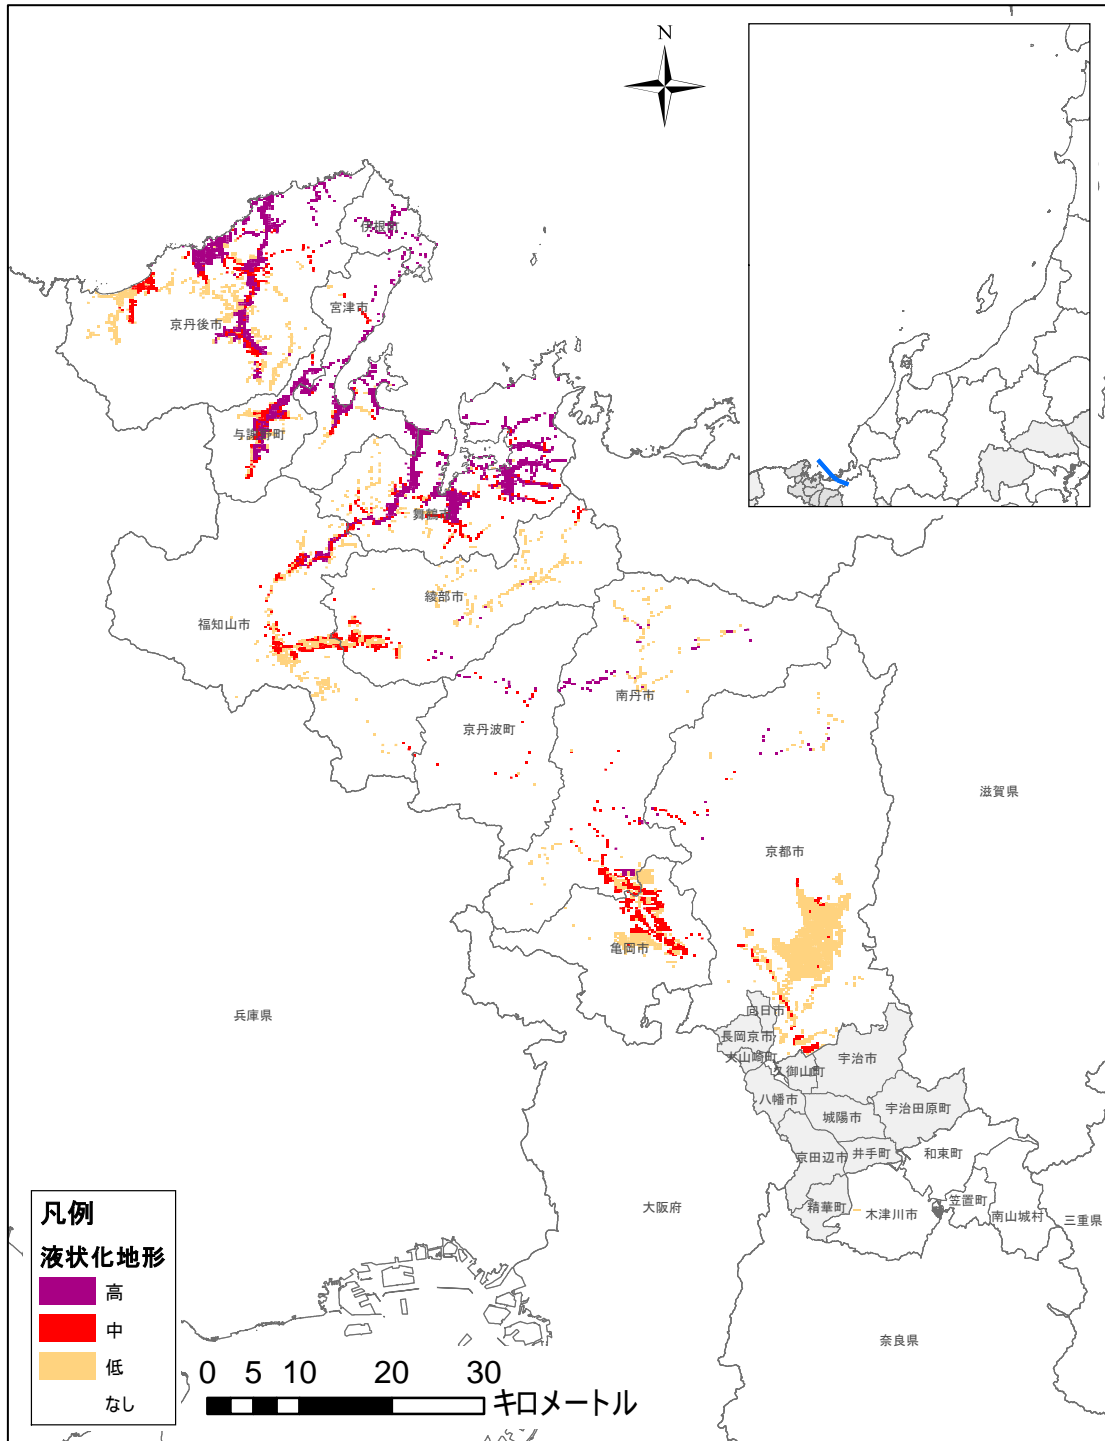 N
伊根町
宮津市
京丹後市
与謝野町
舞鶴市
綾部市
福知山市
南丹市
京丹波町
滋賀県
京都市
亀岡市
兵庫県
向日市
長岡京市
大山崎町
宇治市
久御山町
八幡市
宇治田原町
城陽市
京田辺市
井手町
和束町
精華町
木津川市
笠置町
南山城村
三重県
大阪府
奈良県
凡例
液状化地形
高
中
低
なし
0 5 10 20 30
キロメートル